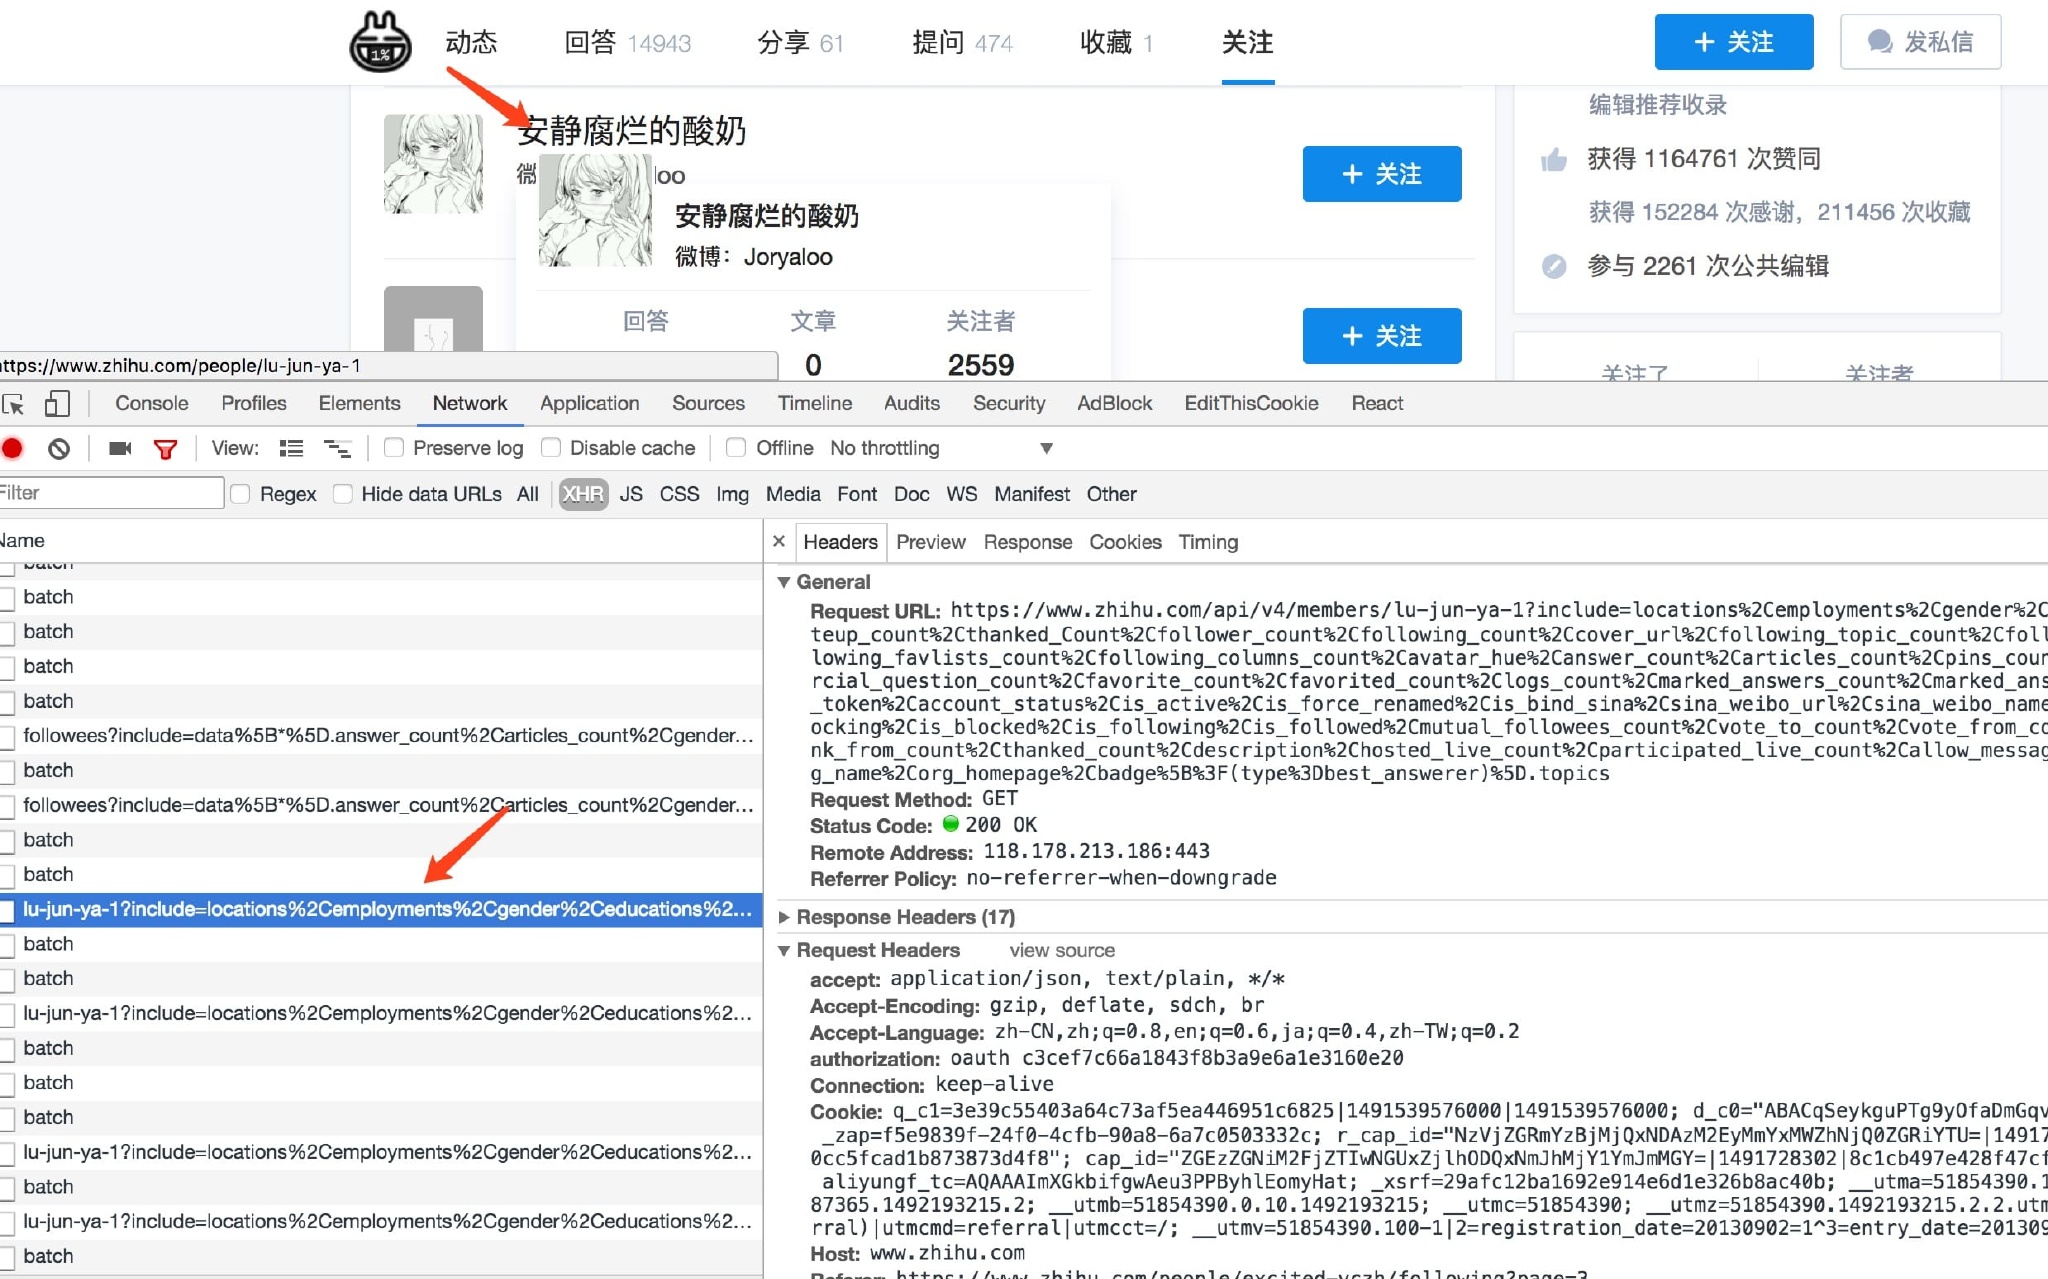 1%
动态
回答 14943
分享 61
提问 474
收藏 1
关注
+ 关注
发私信
安静腐烂的酸奶
微 loo
+ 关注
安静腐烂的酸奶
微博：Joryaloo
回答
文章
关注者
0
2559
+ 关注
编辑推荐收录
获得 1164761 次赞同
获得 152284 次感谢，211456 次收藏
参与 2261 次公共编辑
关注了
关注者
ttps://www.zhihu.com/people/lu-jun-ya-1
Console Profiles Elements Network Application Sources Timeline Audits Security AdBlock EditThisCookie React
View: Preserve log Disable cache Offline No throttling
Filter Regex Hide data URLs All XHR JS CSS Img Media Font Doc WS Manifest Other
Name
batch
batch
batch
batch
batch
followees?include=data%5B*%5D.answer_count%2Carticles_count%2Cgender...
batch
followees?include=data%5B*%5D.answer_count%2Carticles_count%2Cgender...
batch
batch
lu-jun-ya-1?include=locations%2Cemployments%2Cgender%2Ceducations%2...
batch
batch
lu-jun-ya-1?include=locations%2Cemployments%2Cgender%2Ceducations%2...
batch
batch
batch
lu-jun-ya-1?include=locations%2Cemployments%2Cgender%2Ceducations%2...
batch
lu-jun-ya-1?include=locations%2Cemployments%2Cgender%2Ceducations%2...
batch
× Headers Preview Response Cookies Timing
General
Request URL: https://www.zhihu.com/api/v4/members/lu-jun-ya-1?include=locations%2Cemployments%2Cgender%2C
teup_count%2Cthanked_Count%2Cfollower_count%2Cfollowing_count%2Ccover_url%2Cfollowing_topic_count%2Cfoll
lowing_favlists_count%2Cfollowing_columns_count%2Cavatar_hue%2Canswer_count%2Carticles_count%2Cpins_coun
rcial_question_count%2Cfavorite_count%2Cfavorited_count%2Clogs_count%2Cmarked_answers_count%2Cmarked_ans
_token%2Caccount_status%2Cis_active%2Cis_force_renamed%2Cis_bind_sina%2Csina_weibo_url%2Csina_weibo_name
ocking%2Cis_blocked%2Cis_following%2Cis_followed%2Cmutual_followees_count%2Cvote_to_count%2Cvote_from_co
nk_from_count%2Cthanked_count%2Cdescription%2Chosted_live_count%2Cparticipated_live_count%2Callow_messag
g_name%2Corg_homepage%2Cbadge%5B%3F(type%3Dbest_answerer)%5D.topics
Request Method: GET
Status Code: 200 OK
Remote Address: 118.178.213.186:443
Referrer Policy: no-referrer-when-downgrade
Response Headers (17)
Request Headers view source
accept: application/json, text/plain, */*
Accept-Encoding: gzip, deflate, sdch, br
Accept-Language: zh-CN,zh;q=0.8,en;q=0.6,ja;q=0.4,zh-TW;q=0.2
authorization: oauth c3cef7c66a1843f8b3a9e6a1e3160e20
Connection: keep-alive
Cookie: q_c1=3e39c55403a64c73af5ea446951c6825|1491539576000|1491539576000; d_c0="ABACqSeykguPTg9yOfaDmGqv
_zap=f5e9839f-24f0-4cfb-90a8-6a7c0503332c; r_cap_id="NzVjZGRmYzBjMjQxNDAzM2EyMmYxMWZhNjQ0ZGRiYTU=|14917
0cc5fcad1b873873d4f8"; cap_id="ZGEzZGNiM2FjZTIwNGUxZjlhODQxNmJhMjY1YmJmMGY=|1491728302|8c1cb497e428f47cf
aliyungf_tc=AQAAAImXGkbifgwAeu3PPByhlEomyHat; _xsrf=29afc12ba1692e914e6d1e326b8ac40b; __utma=51854390.1
87365.1492193215.2; __utmb=51854390.0.10.1492193215; __utmc=51854390; __utmz=51854390.1492193215.2.2.utm
rral)|utmcmd=referral|utmcct=/; __utmv=51854390.100-1|2=registration_date=20130902=1^3=entry_date=201309
Host: www.zhihu.com
Referer: https://www.zhihu.com/people/excited-vczh/following?page=3